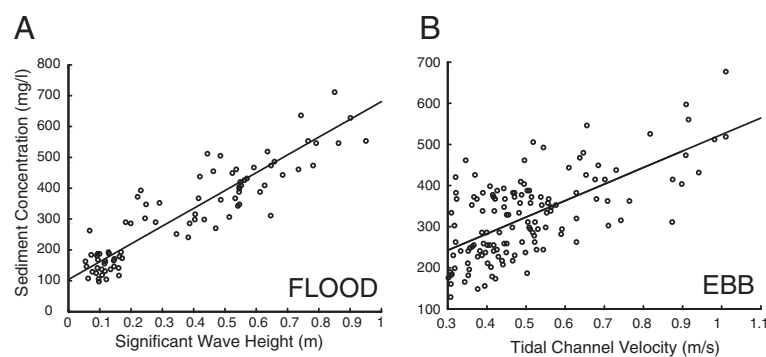 A
B
800
700
600
500
400
300
200
100
0
Sediment Concentration (mg/l)
0 0.1 0.2 0.3 0.4 0.5 0.6 0.7 0.8 0.9 1
Significant Wave Height (m)
FLOOD
700
600
500
400
300
200
100
0.3 0.4 0.5 0.6 0.7 0.8 0.9 1 1.1
Tidal Channel Velocity (m/s)
EBB